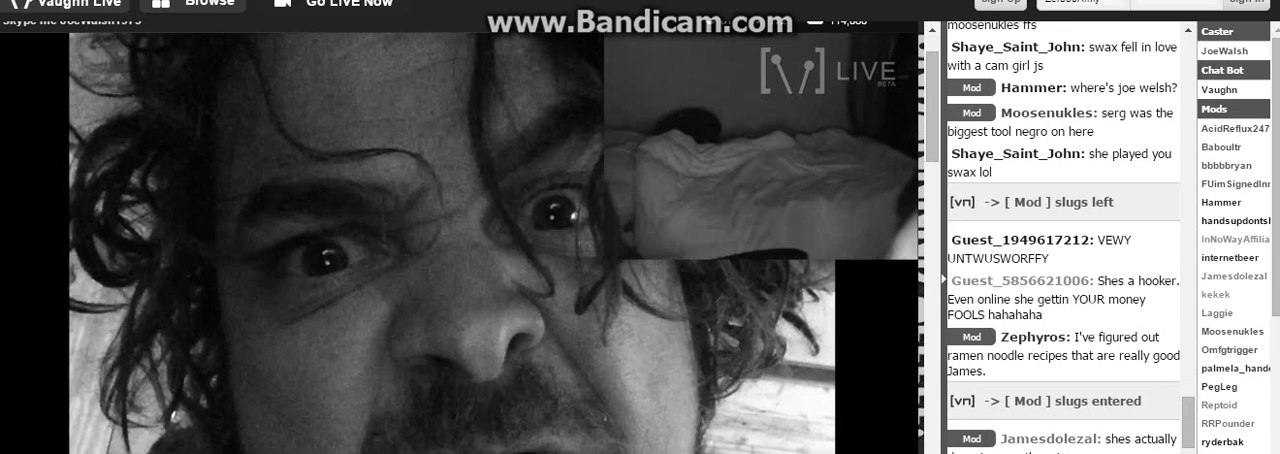 Vaughn Live
Browse
Go LIVE Now
www.Bandicam.com
Sign Up
Sign In
LIVE
BETA
moosenukles ffs
Shaye_Saint_John: swax fell in love
with a cam girl js
Mod Hammer: where's joe welsh?
Mod Moosenukles: serg was the
biggest tool negro on here
Shaye_Saint_John: she played you
swax lol
[vn] -> [ Mod ] slugs left
Guest_1949617212: VEWY
UNTWUSWORFFY
Guest_5856621006: Shes a hooker.
Even online she gettin YOUR money
FOOLS hahahaha
Mod Zephyros: I've figured out
ramen noodle recipes that are really good
James.
[vn] -> [ Mod ] slugs entered
Mod Jamesdolezal: shes actually
Caster
JoeWalsh
Chat Bot
Vaughn
Mods
AcidReflux247
Baboultr
bbbbbryan
FUimSignedInn
Hammer
handsupdontsh
InNoWayAffilia
internetbeer
Jamesdolezal
kekek
Laggie
Moosenukles
Omfgtrigger
palmela_hande
PegLeg
Reptoid
RRPounder
ryderbak